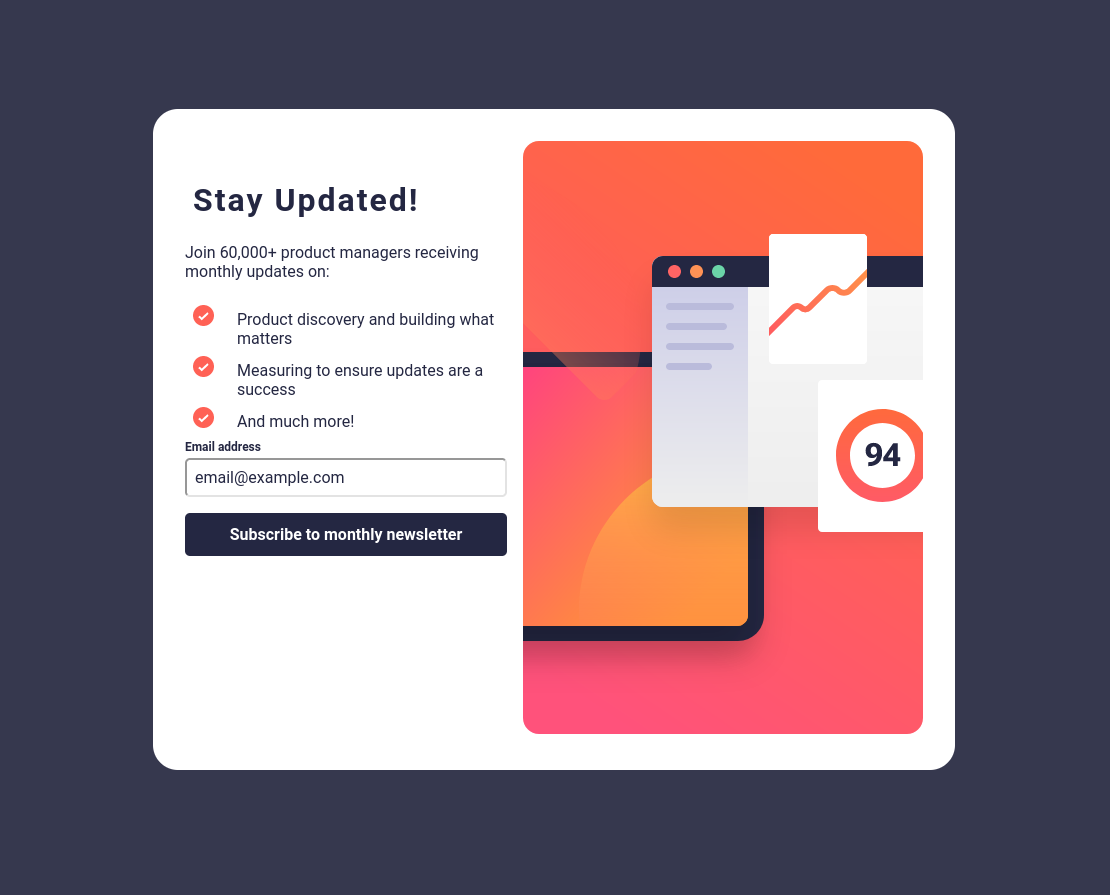 Stay Updated!
Join 60,000+ product managers receiving
monthly updates on:
Product discovery and building what
matters
Measuring to ensure updates are a
success
And much more!
Email address
email@example.com
Subscribe to monthly newsletter
94